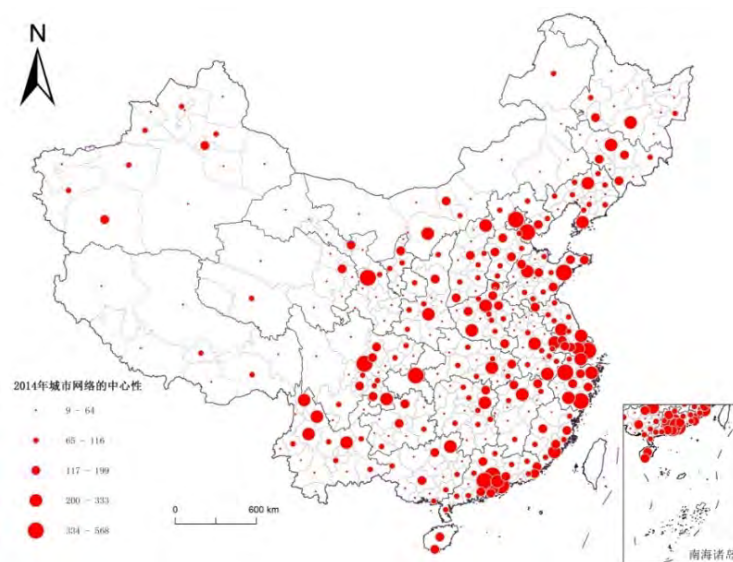 N
2014年城市网络的中心性
9 - 64
65 - 116
117 - 199
200 - 333
334 - 568
0 600 km
南海诸岛